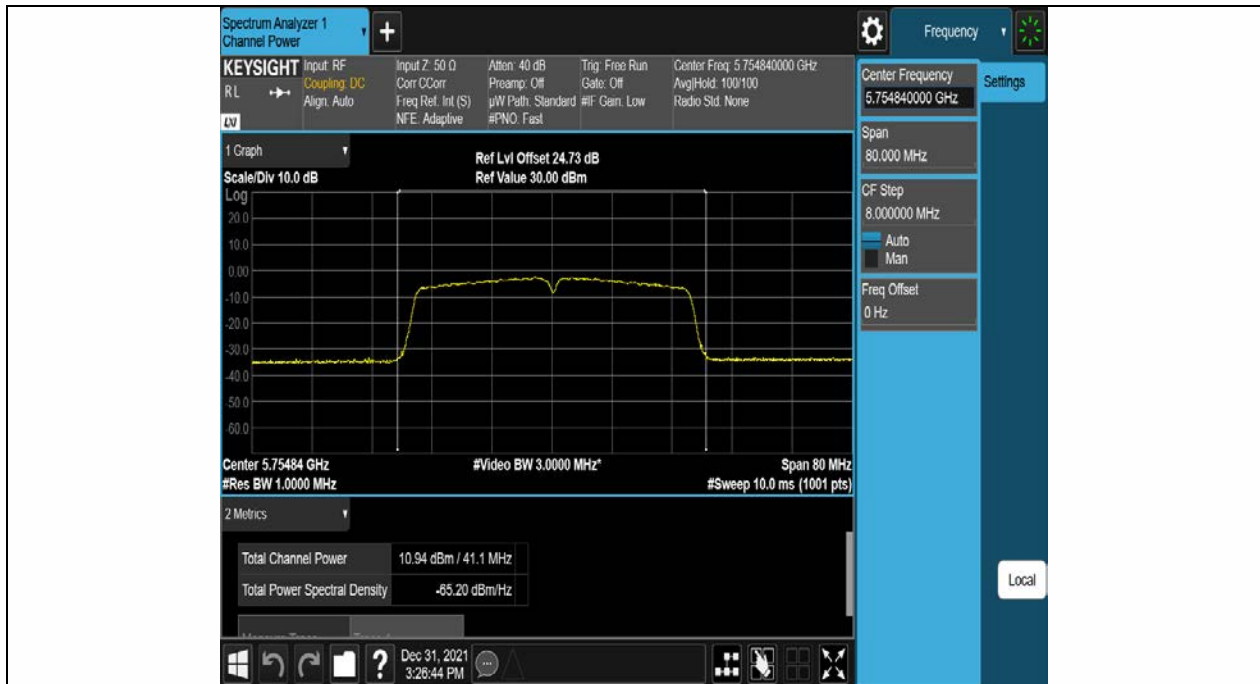 Spectrum Analyzer 1
Channel Power
+
Frequency
KEYSIGHT
RL
LXI
Input: RF
Coupling: DC
Align: Auto
Input Z: 50 Ω
Corr CCorr
Freq Ref: Int (S)
NFE: Adaptive
Atten: 40 dB
Preamp: Off
µW Path: Standard
#PNO: Fast
Trig: Free Run
Gate: Off
#IF Gain: Low
Center Freq: 5.754840000 GHz
Avg|Hold: 100/100
Radio Std: None
Center Frequency
5.754840000 GHz
Settings
Span
80.000 MHz
CF Step
8.000000 MHz
Auto
Man
Freq Offset
0 Hz
Local
1 Graph
Scale/Div 10.0 dB
Ref Lvl Offset 24.73 dB
Ref Value 30.00 dBm
Log
20.0
10.0
0.00
-10.0
-20.0
-30.0
-40.0
-50.0
-60.0
Center 5.75484 GHz
#Video BW 3.0000 MHz*
Span 80 MHz
#Res BW 1.0000 MHz
#Sweep 10.0 ms (1001 pts)
2 Metrics
Total Channel Power 10.94 dBm / 41.1 MHz
Total Power Spectral Density -65.20 dBm/Hz
?
Dec 31, 2021
3:26:44 PM